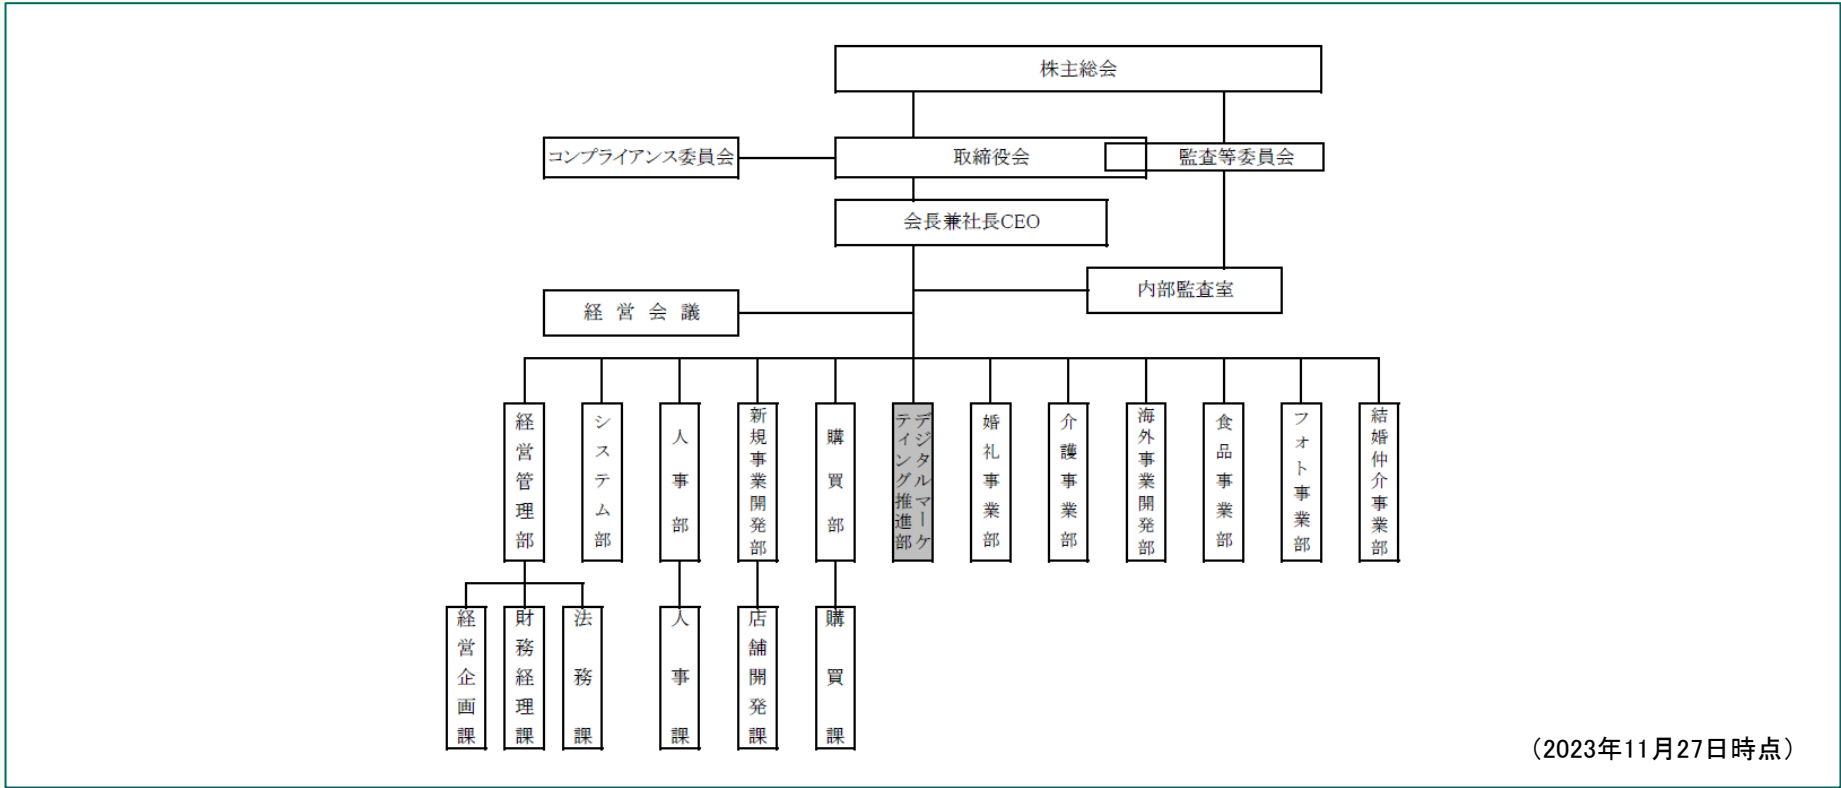 株主総会
コンプライアンス委員会
取締役会
監査等委員会
会長兼社長CEO
内部監査室
経営会議
経営管理部
システム部
人事部
新規事業開発部
購買部
デジタルマーケ
ティング推進部
婚礼事業部
介護事業部
海外事業開発部
食品事業部
フォト事業部
結婚仲介事業部
経営企画課
財務経理課
法務課
人事課
店舗開発課
購買課
（2023年11月27日時点）